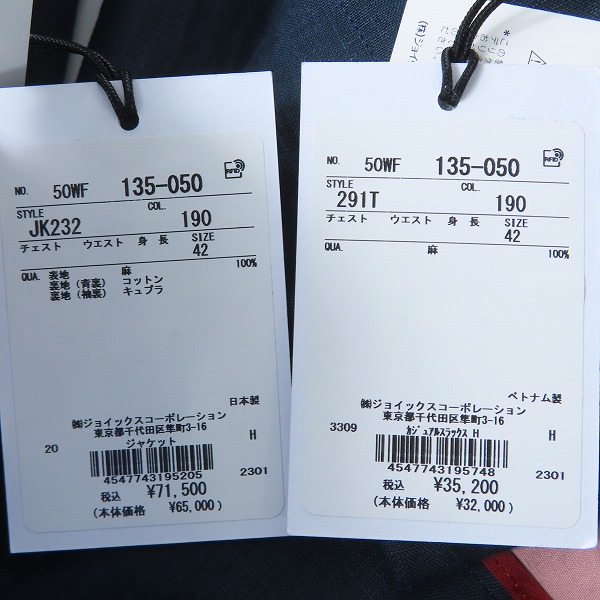 NO. 50WF 135-050 RFID
STYLE COL.
JK232 190
チェスト ウエスト 身 長 SIZE
42
QUA. 表地 麻 100%
裏地（背裏） コットン
裏地（袖裏） キュプラ
日本製
㈱ジョイックスコーポレーション
東京都千代田区隼町3-16
20 ジャケット H
4547743195205 2301
税込 ¥71,500
(本体価格 ¥65,000)
NO. 50WF 135-050 RFID
STYLE COL.
291T 190
チェスト ウエスト 身 長 SIZE
42
QUA. 麻 100%
ベトナム製
㈱ジョイックスコーポレーション
東京都千代田区隼町3-16
3309 ｶｼﾞｭｱﾙｽﾗｯｸｽ H H
4547743195748 2301
税込 ¥35,200
(本体価格 ¥32,000)